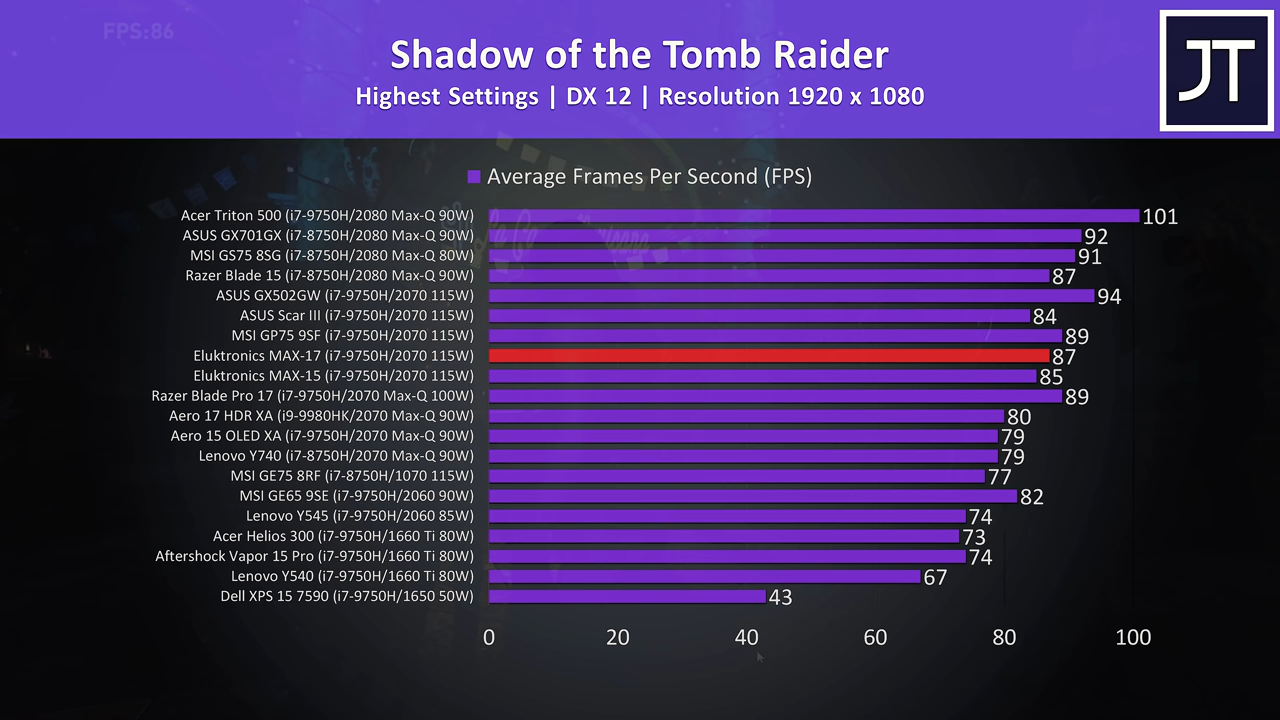 FPS:86
Shadow of the Tomb Raider
Highest Settings | DX 12 | Resolution 1920 x 1080
JT
Average Frames Per Second (FPS)
Acer Triton 500 (i7-9750H/2080 Max-Q 90W) 101
ASUS GX701GX (i7-8750H/2080 Max-Q 90W) 92
MSI GS75 8SG (i7-8750H/2080 Max-Q 80W) 91
Razer Blade 15 (i7-8750H/2080 Max-Q 90W) 87
ASUS GX502GW (i7-9750H/2070 115W) 94
ASUS Scar III (i7-9750H/2070 115W) 84
MSI GP75 9SF (i7-9750H/2070 115W) 89
Eluktronics MAX-17 (i7-9750H/2070 115W) 87
Eluktronics MAX-15 (i7-9750H/2070 115W) 85
Razer Blade Pro 17 (i7-9750H/2070 Max-Q 100W) 89
Aero 17 HDR XA (i9-9980HK/2070 Max-Q 90W) 80
Aero 15 OLED XA (i7-9750H/2070 Max-Q 90W) 79
Lenovo Y740 (i7-8750H/2070 Max-Q 90W) 79
MSI GE75 8RF (i7-8750H/1070 115W) 77
MSI GE65 9SE (i7-9750H/2060 90W) 82
Lenovo Y545 (i7-9750H/2060 85W) 74
Acer Helios 300 (i7-9750H/1660 Ti 80W) 73
Aftershock Vapor 15 Pro (i7-9750H/1660 Ti 80W) 74
Lenovo Y540 (i7-9750H/1660 Ti 80W) 67
Dell XPS 15 7590 (i7-9750H/1650 50W) 43
0 20 40 60 80 100